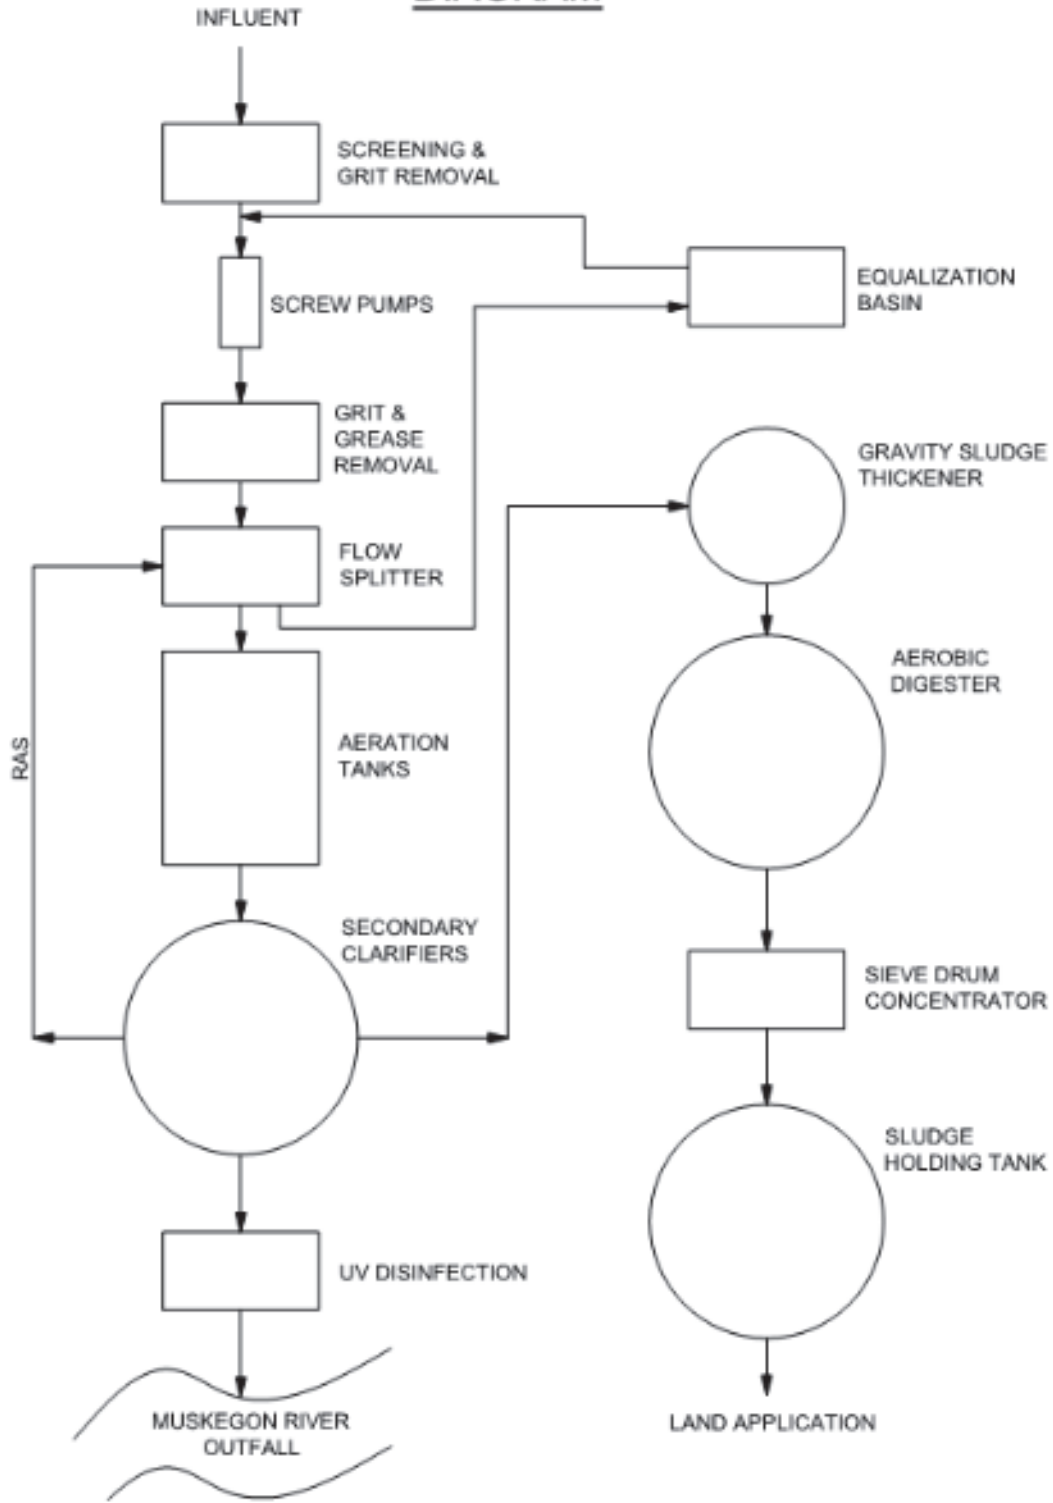 INFLUENT
SCREENING &
GRIT REMOVAL
EQUALIZATION
BASIN
SCREW PUMPS
GRIT &
GREASE
REMOVAL
GRAVITY SLUDGE
THICKENER
FLOW
SPLITTER
AEROBIC
DIGESTER
RAS
AERATION
TANKS
SECONDARY
CLARIFIERS
SIEVE DRUM
CONCENTRATOR
SLUDGE
HOLDING TANK
UV DISINFECTION
MUSKEGON RIVER
OUTFALL
LAND APPLICATION